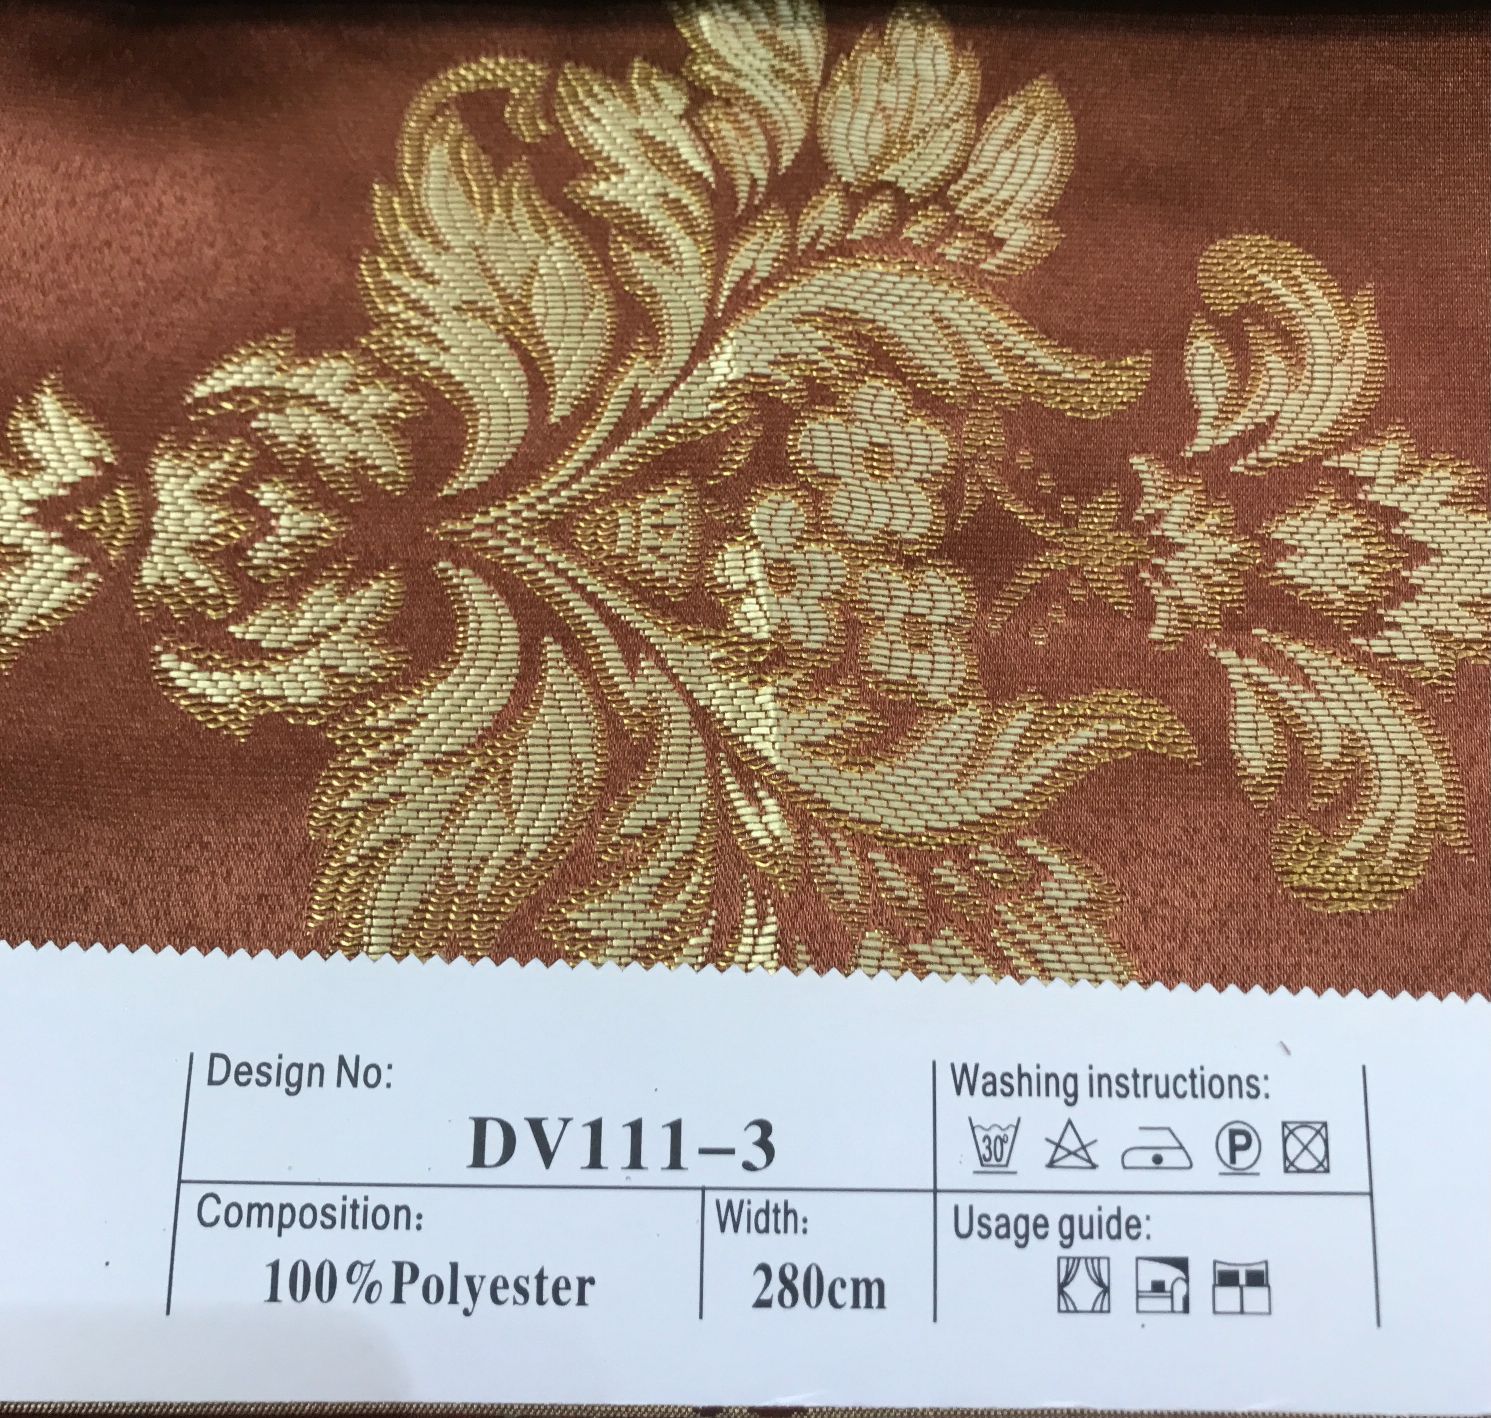 Design No:
DV111-3
Washing instructions:
30°
P
Composition:
100%Polyester
Width:
280cm
Usage guide: